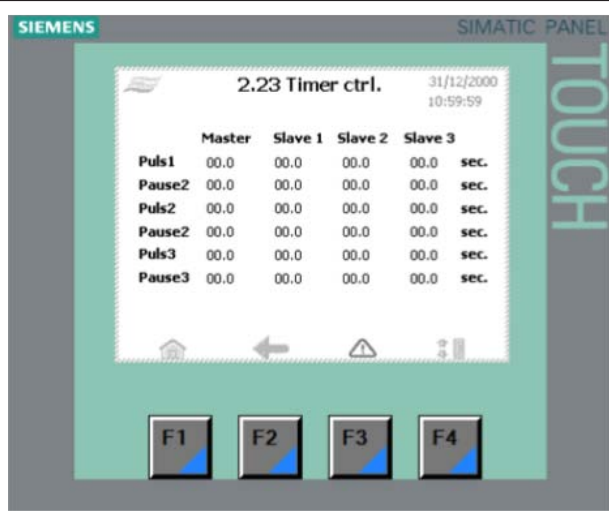 SIEMENS
SIMATIC PANEL
TOUCH
2.23 Timer ctrl.
31/12/2000
10:59:59
Master Slave 1 Slave 2 Slave 3
Puls1 00.0 00.0 00.0 00.0 sec.
Pause2 00.0 00.0 00.0 00.0 sec.
Puls2 00.0 00.0 00.0 00.0 sec.
Pause2 00.0 00.0 00.0 00.0 sec.
Puls3 00.0 00.0 00.0 00.0 sec.
Pause3 00.0 00.0 00.0 00.0 sec.
F1 F2 F3 F4